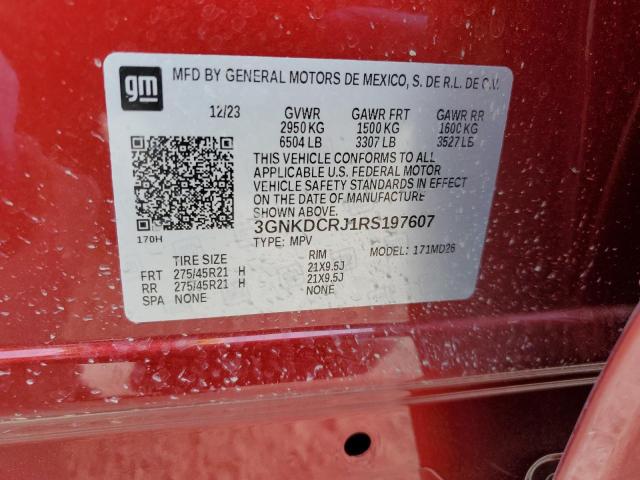 gm
MFD BY GENERAL MOTORS DE MEXICO, S. DE R.L. DE C.V.
12/23 GVWR GAWR FRT GAWR RR
2950 KG 1500 KG 1600 KG
6504 LB 3307 LB 3527 LB
THIS VEHICLE CONFORMS TO ALL
APPLICABLE U.S. FEDERAL MOTOR
VEHICLE SAFETY STANDARDS IN EFFECT
ON THE DATE OF MANUFACTURE
SHOWN ABOVE.
170H 3GNKDCRJ1RS197607
TYPE: MPV MODEL: 171MD26
TIRE SIZE RIM
FRT 275/45R21 H 21X9.5J
RR 275/45R21 H 21X9.5J
SPA NONE NONE